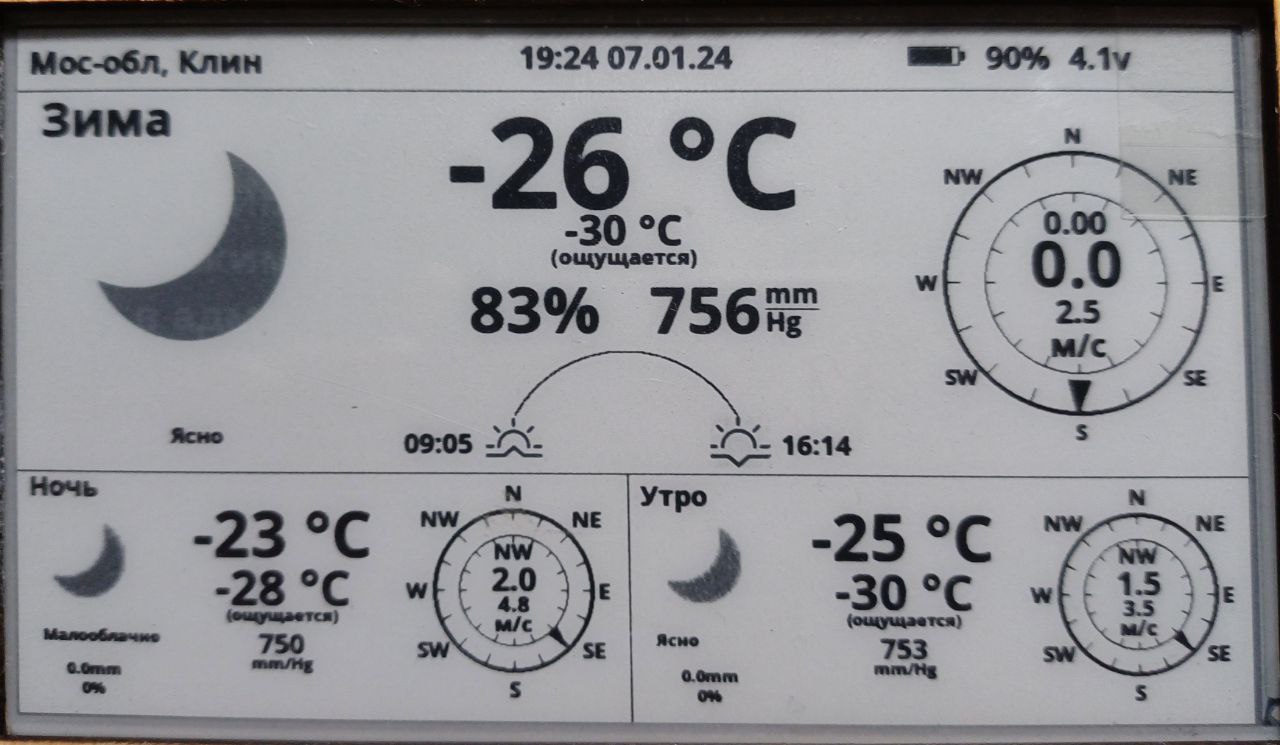 Мос-обл, Клин
19:24 07.01.24
90% 4.1v
Зима
-26 °C
-30 °C
(ощущается)
83%
756 mm
Hg
Ясно
09:05
16:14
N
NW
NE
W
E
SW
SE
S
0.00
0.0
2.5
М/с
Ночь
-23 °C
-28 °C
(ощущается)
750
mm/Hg
Малооблачно
0.0mm
0%
N
NW
NE
W
E
SW
SE
S
NW
2.0
4.8
М/с
Утро
-25 °C
-30 °C
(ощущается)
753
mm/Hg
Ясно
0.0mm
0%
N
NW
NE
W
E
SW
SE
S
NW
1.5
3.5
М/с